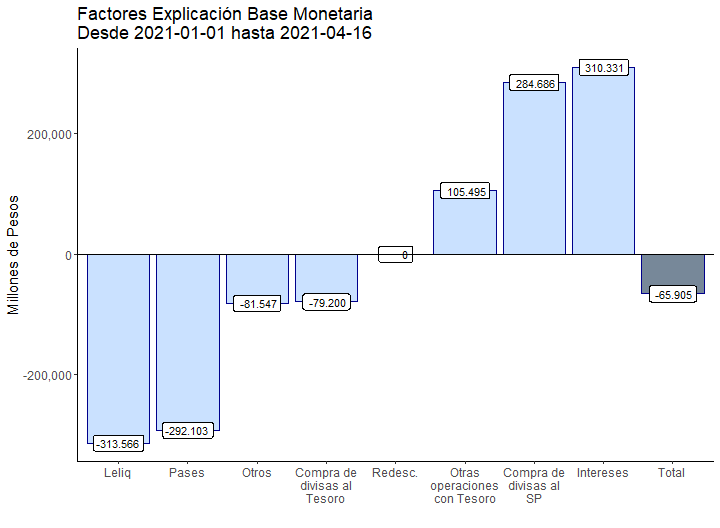 Factores Explicación Base Monetaria
Desde 2021-01-01 hasta 2021-04-16
Millones de Pesos
200,000
0
-200,000
-313.566
-292.103
-81.547
-79.200
0
105.495
284.686
310.331
-65.905
Leliq
Pases
Otros
Compra de
divisas al
Tesoro
Redesc.
Otras
operaciones
con Tesoro
Compra de
divisas al
SP
Intereses
Total